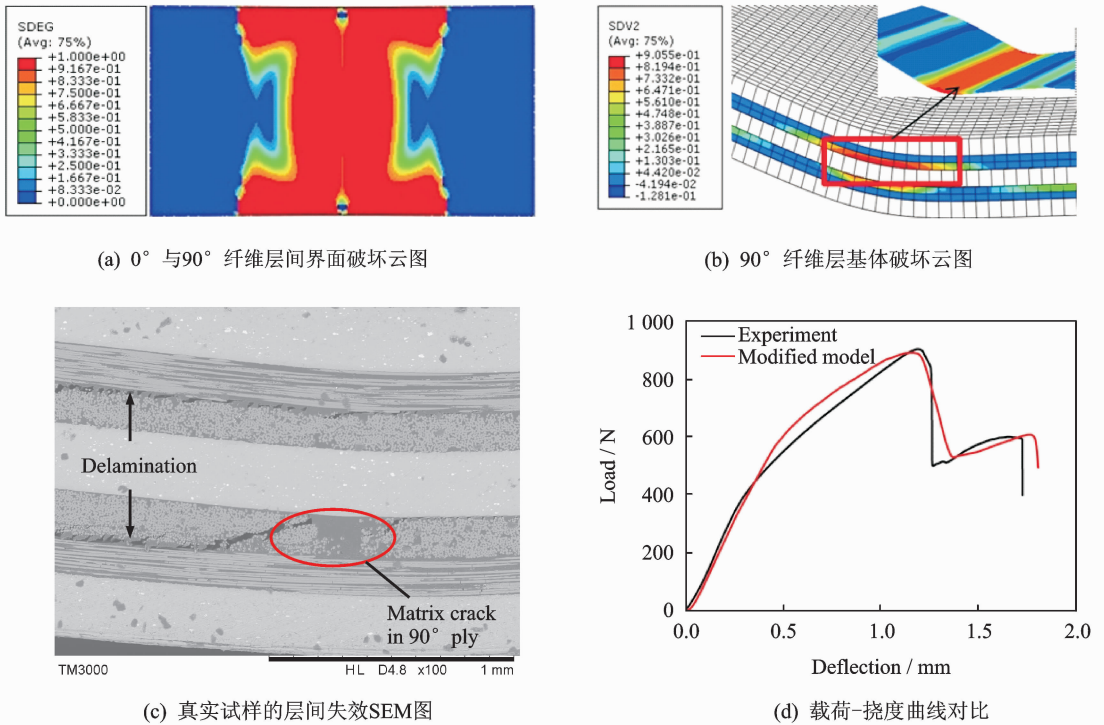 SDEG
(Avg: 75%)
+1.000e+00
+9.167e-01
+8.333e-01
+7.500e-01
+6.667e-01
+5.833e-01
+5.000e-01
+4.167e-01
+3.333e-01
+2.500e-01
+1.667e-01
+8.333e-02
+0.000e+00
(a) 0° 与90° 纤维层间界面破坏云图
SDV2
(Avg: 75%)
+9.055e-01
+8.194e-01
+7.332e-01
+6.471e-01
+5.610e-01
+4.748e-01
+3.887e-01
+3.026e-01
+2.165e-01
+1.303e-01
+4.420e-02
-4.194e-02
-1.281e-01
(b) 90° 纤维层基体破坏云图
Delamination
Matrix crack
in 90° ply
TM3000
HL D4.8 x100 1 mm
(c) 真实试样的层间失效SEM图
1 000
800
600
400
200
0
Load / N
Experiment
Modified model
0.0 0.5 1.0 1.5 2.0
Deflection / mm
(d) 载荷-挠度曲线对比